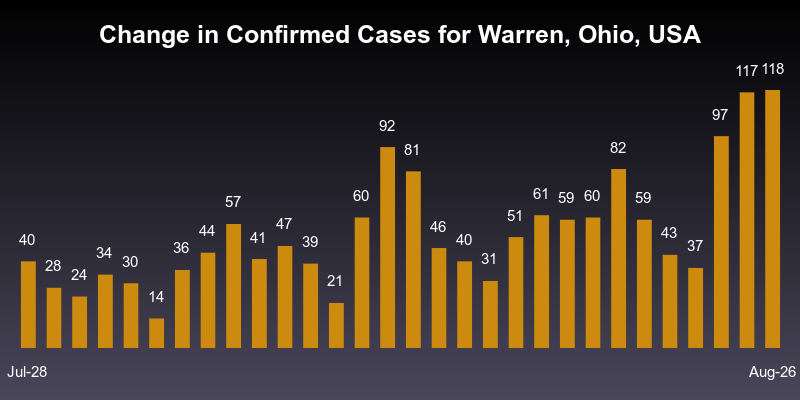 Change in Confirmed Cases for Warren, Ohio, USA
40 28 24 34 30 14 36 44 57 41 47 39 21 60 92 81 46 40 31 51 61 59 60 82 59 43 37 97 117 118
Jul-28 Aug-26